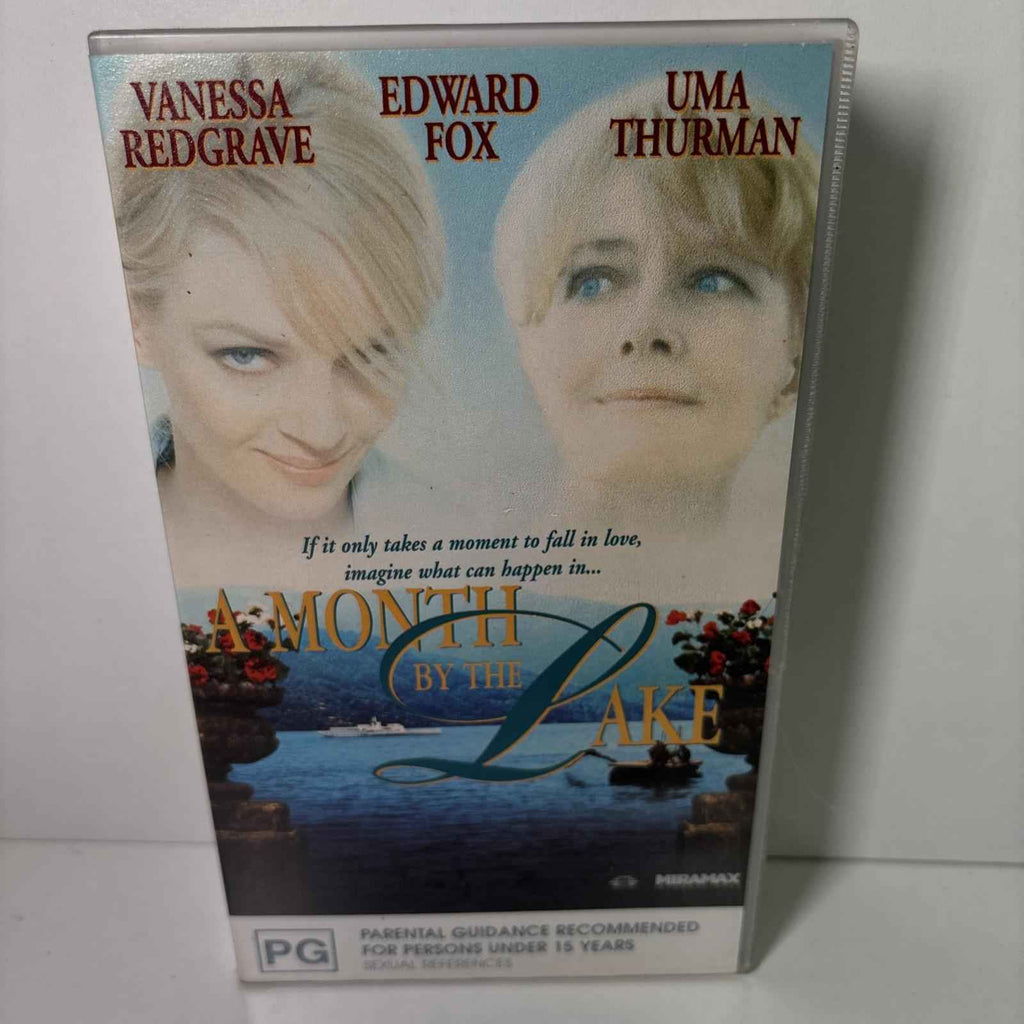 VANESSA
REDGRAVE
EDWARD
FOX
UMA
THURMAN
If it only takes a moment to fall in love,
imagine what can happen in...
A MONTH
BY THE
LAKE
MIRAMAX
PG
PARENTAL GUIDANCE RECOMMENDED
FOR PERSONS UNDER 15 YEARS
SEXUAL REFERENCES